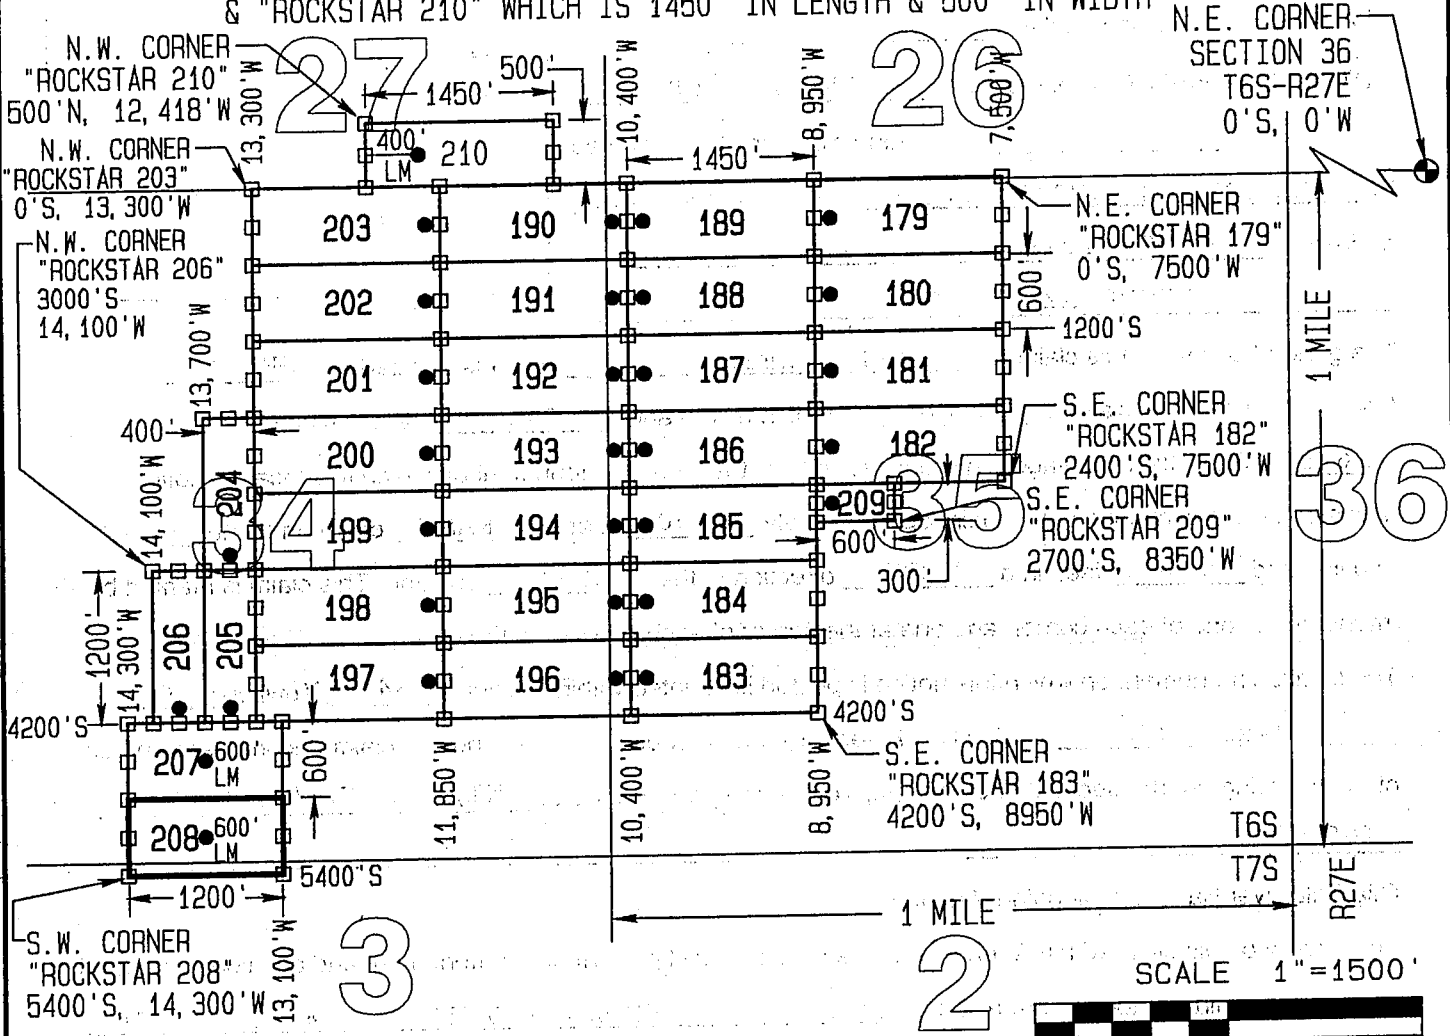 & "ROCKSTAR 210" WHICH IS 1450' IN LENGTH & 500' IN WIDTH
N.W. CORNER
"ROCKSTAR 210"
500'N, 12,418'W
N.W. CORNER
"ROCKSTAR 203"
0'S, 13,300'W
N.W. CORNER
"ROCKSTAR 206"
3000'S
14,100'W
N.E. CORNER
SECTION 36
T6S-R27E
0'S, 0'W
27
26
13,300'W.
500'
1450'
10,400'W.
8,950'W.
7,500'W.
400'
LM
210
1450'
N.E. CORNER
"ROCKSTAR 179"
0'S, 7500'W
203
190
189
179
202
191
188
180
600'
1200'S
1 MILE
13,700'W.
201
192
187
181
400'
200
193
186
182
S.E. CORNER
"ROCKSTAR 182"
2400'S, 7500'W
14,100'W
34
204
35
36
209
S.E. CORNER
"ROCKSTAR 209"
2700'S, 8350'W
199
194
185
600'
300'
1200'
14,300'W.
206
205
198
195
184
197
196
183
4200'S
4200'S
S.E. CORNER
"ROCKSTAR 183"
4200'S, 8950'W
207
600'
LM
600'
11,850'W.
10,400'W.
8,950'W.
208
600'
LM
T6S
T7S
R27E
5400"S
1200'
1 MILE
S.W. CORNER
"ROCKSTAR 208"
5400'S, 14,300'W
13,100'W.
3
2
SCALE 1"=1500'